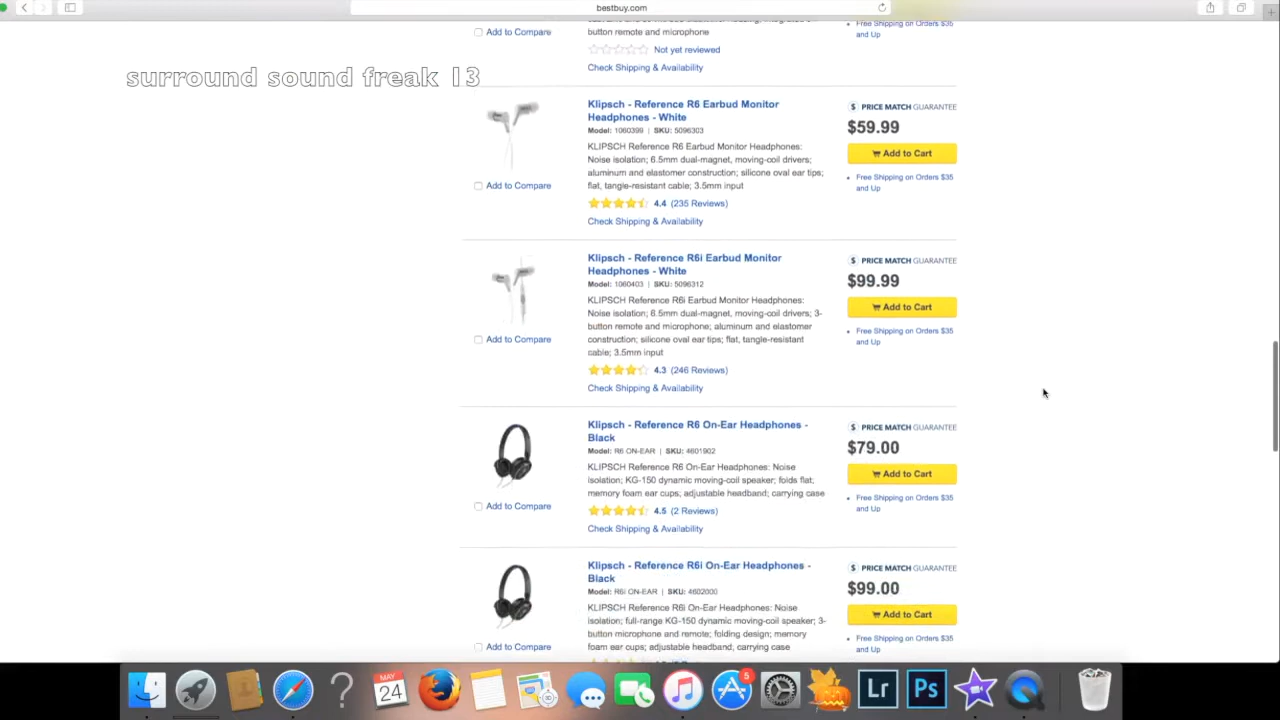 bestbuy.com
button remote and microphone
Add to Compare
Not yet reviewed
Check Shipping & Availability
Free Shipping on Orders $35
and Up
surround sound freak 13
Klipsch - Reference R6 Earbud Monitor
Headphones - White
Model: 1060399 | SKU: 5096303
KLIPSCH Reference R6 Earbud Monitor Headphones:
Noise isolation; 6.5mm dual-magnet, moving-coil drivers;
aluminum and elastomer construction; silicone oval ear tips;
flat, tangle-resistant cable; 3.5mm input
Add to Compare
4.4 (235 Reviews)
Check Shipping & Availability
$ PRICE MATCH GUARANTEE
$59.99
Add to Cart
Free Shipping on Orders $35
and Up
Klipsch - Reference R6i Earbud Monitor
Headphones - White
Model: 1060403 | SKU: 5096312
KLIPSCH Reference R6i Earbud Monitor Headphones:
Noise isolation; 6.5mm dual-magnet, moving-coil drivers; 3-
button remote and microphone; aluminum and elastomer
construction; silicone oval ear tips; flat, tangle-resistant
cable; 3.5mm input
Add to Compare
4.3 (246 Reviews)
Check Shipping & Availability
$ PRICE MATCH GUARANTEE
$99.99
Add to Cart
Free Shipping on Orders $35
and Up
Klipsch - Reference R6 On-Ear Headphones -
Black
Model: R6 ON-EAR | SKU: 4601902
KLIPSCH Reference R6 On-Ear Headphones: Noise
isolation; KG-150 dynamic moving-coil speaker; folds flat;
memory foam ear cups; adjustable headband; carrying case
Add to Compare
4.5 (2 Reviews)
Check Shipping & Availability
$ PRICE MATCH GUARANTEE
$79.00
Add to Cart
Free Shipping on Orders $35
and Up
Klipsch - Reference R6i On-Ear Headphones -
Black
Model: R6i ON-EAR | SKU: 4602000
KLIPSCH Reference R6i On-Ear Headphones: Noise
isolation; full-range KG-150 dynamic moving-coil speaker; 3-
button microphone and remote; folding design; memory
foam ear cups; adjustable headband, carrying case
Add to Compare
$ PRICE MATCH GUARANTEE
$99.00
Add to Cart
Free Shipping on Orders $35
and Up
MAY
24
5
Lr
Ps